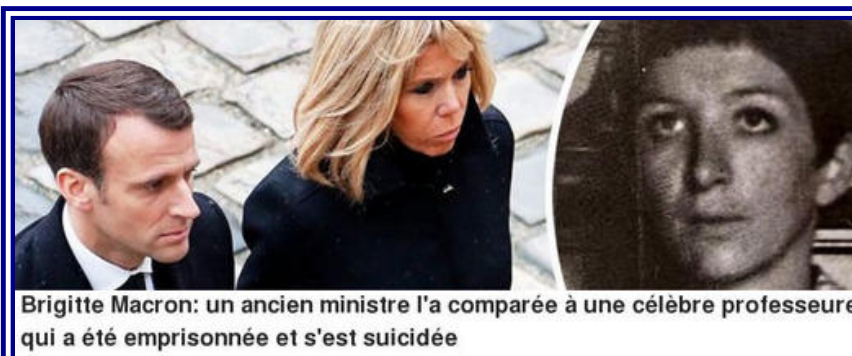 Brigitte Macron: un ancien ministre l'a comparée à une célèbre professeure
qui a été emprisonnée et s'est suicidée